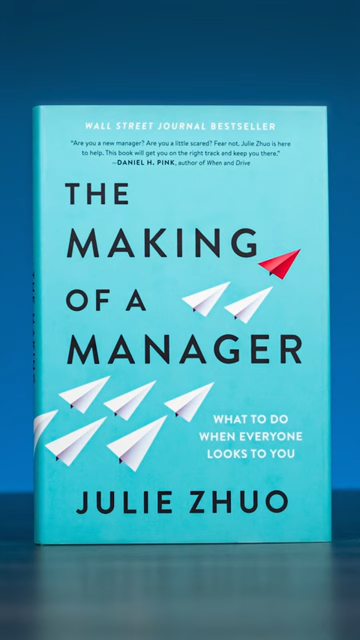 WALL STREET JOURNAL BESTSELLER
"Are you a new manager? Are you a little scared? Fear not, Julie Zhuo is here
to help. This book will get you on the right track and keep you there."
—DANIEL H. PINK, author of When and Drive
THE
MAKING
OF A
MANAGER
WHAT TO DO
WHEN EVERYONE
LOOKS TO YOU
JULIE ZHUO